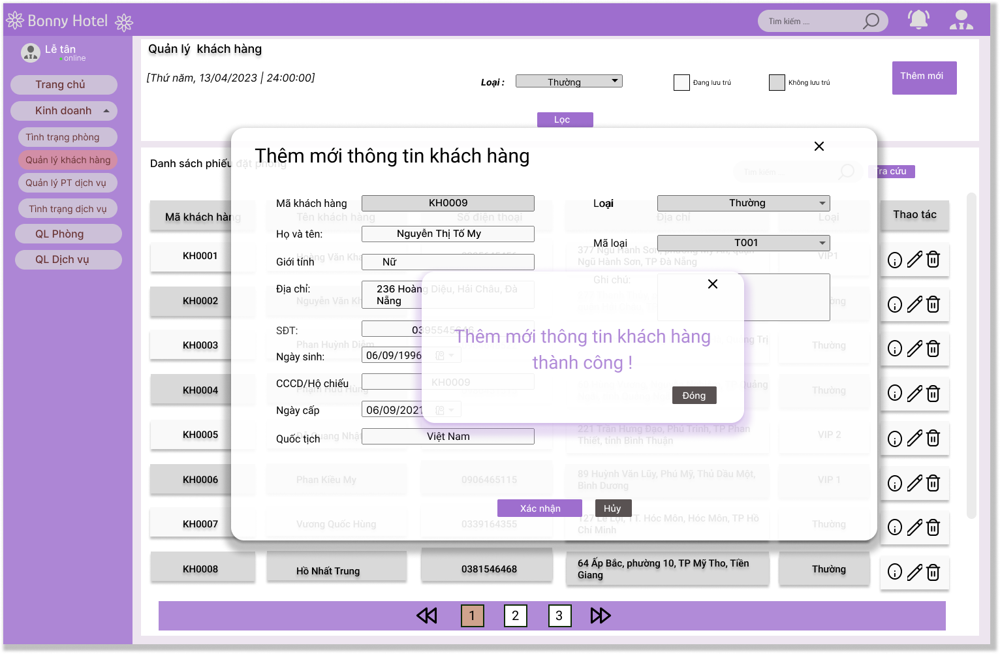 Bonny Hotel
Tìm kiếm ....
Lễ tân
online
Trang chủ
Kinh doanh
Tình trạng phòng
Quản lý khách hàng
Quản lý PT dịch vụ
Tình trạng dịch vụ
QL Phòng
QL Dịch vụ
Quản lý khách hàng
[Thứ năm, 13/04/2023 | 24:00:00]
Loại :
Thường
Đang lưu trú
Không lưu trú
Thêm mới
Lọc
Danh sách phiếu đặt phòng
Tìm kiếm ...
Tra cứu
Mã khách hàng
Tên khách hàng
Số điện thoại
Địa chỉ
Loại
Thao tác
KH0001
Hoàng Văn Kha
377 Ngũ Hành Sơn, phường Mỹ An, quận
Ngũ Hành Sơn, TP Đà Nẵng
VIP1
KH0002
Nguyễn Văn Kh
KH0003
Phan Huỳnh Diễm
Quảng Trị
Thường
KH0004
Phạm Hữu Hùng
Quảng
Thường
KH0005
Quang Nhật
221 Trần Hưng Đạo, Phú Trinh, TP Phan
Thiết, tỉnh Bình Thuận
VIP 2
KH0006
Phan Kiều My
0906465115
89 Huỳnh Văn Lũy, Phú Mỹ, Thủ Dầu Một,
Bình Dương
VIP 1
KH0007
Vương Quốc Hùng
0339164355
127 Lê Lợi, TT. Hóc Môn, Hóc Môn, TP Hồ
Chí Minh
Thường
KH0008
Hồ Nhất Trung
0381546468
64 Ấp Bắc, phường 10, TP Mỹ Tho, Tiền
Giang
Thường
1
2
3
Thêm mới thông tin khách hàng
Mã khách hàng
KH0009
Họ và tên:
Nguyễn Thị Tố My
Giới tính
Nữ
Địa chỉ:
236 Hoàng Diệu, Hải Châu, Đà
Nẵng
SĐT:
0395545646
Ngày sinh:
06/09/1996
CCCD/Hộ chiếu
KH0009
Ngày cấp
06/09/2021
Quốc tịch
Việt Nam
Loại
Thường
Mã loại
T001
Ghi chú:
Xác nhận
Hủy
Thêm mới thông tin khách hàng
thành công !
Đóng